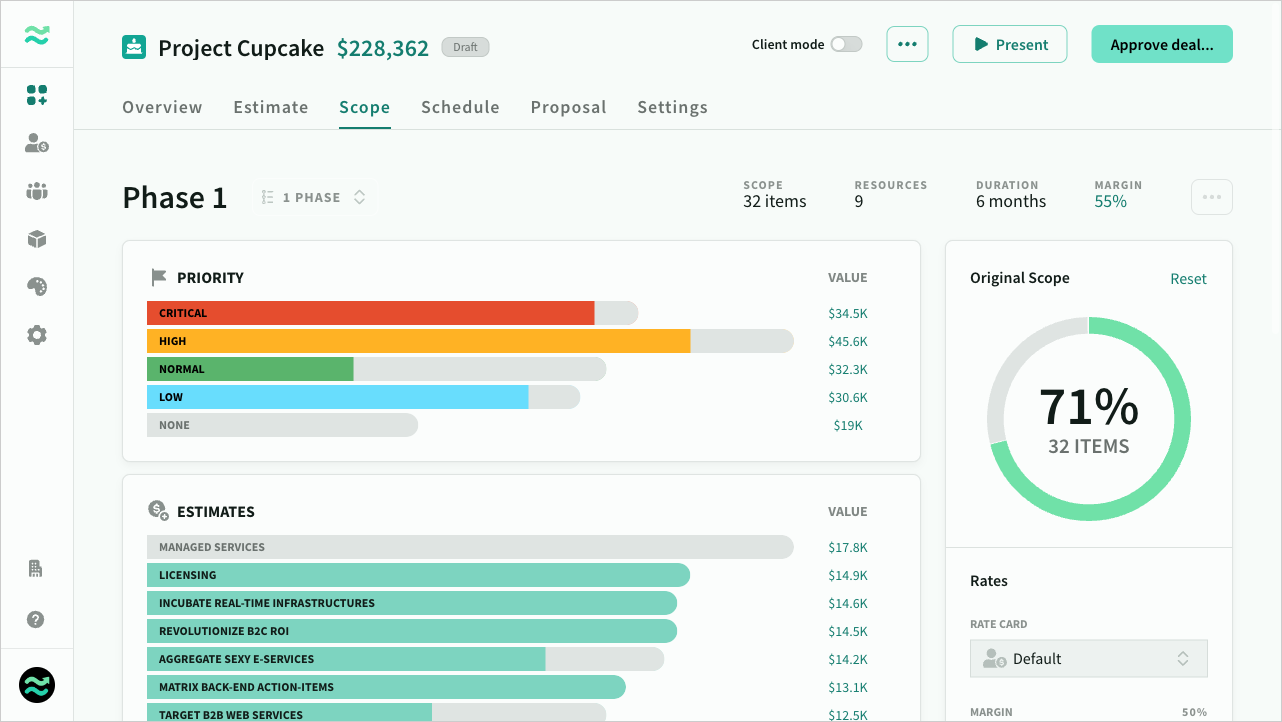 Project Cupcake $228,362 Draft
Client mode
Present
Approve deal...
Overview Estimate Scope Schedule Proposal Settings
Phase 1
1 PHASE
SCOPE
32 items
RESOURCES
9
DURATION
6 months
MARGIN
55%
PRIORITY VALUE
CRITICAL $34.5K
HIGH $45.6K
NORMAL $32.3K
LOW $30.6K
NONE $19K
ESTIMATES VALUE
MANAGED SERVICES $17.8K
LICENSING $14.9K
INCUBATE REAL-TIME INFRASTRUCTURES $14.6K
REVOLUTIONIZE B2C ROI $14.5K
AGGREGATE SEXY E-SERVICES $14.2K
MATRIX BACK-END ACTION-ITEMS $13.1K
TARGET B2B WEB SERVICES $12.5K
Original Scope Reset
71%
32 ITEMS
Rates
RATE CARD
Default
MARGIN 50%